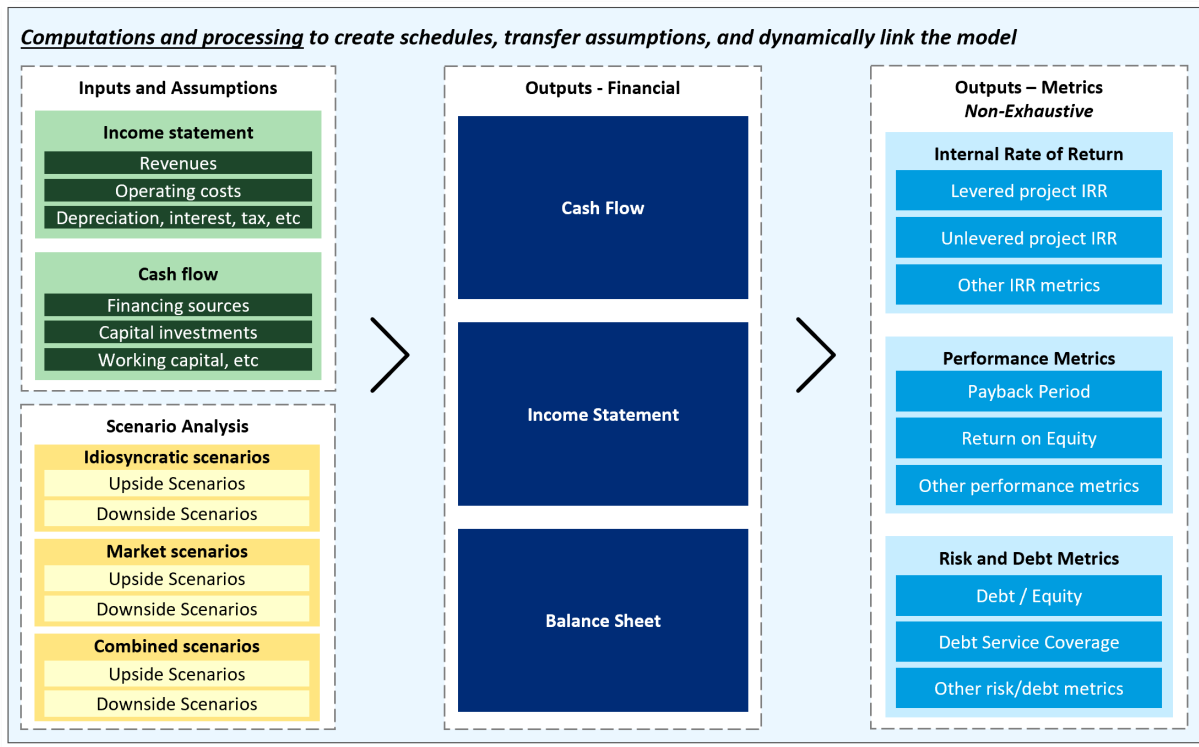 Computations and processing to create schedules, transfer assumptions, and dynamically link the model
Inputs and Assumptions
Income statement
Revenues
Operating costs
Depreciation, interest, tax, etc
Cash flow
Financing sources
Capital investments
Working capital, etc
Scenario Analysis
Idiosyncratic scenarios
Upside Scenarios
Downside Scenarios
Market scenarios
Upside Scenarios
Downside Scenarios
Combined scenarios
Upside Scenarios
Downside Scenarios
Outputs - Financial
Cash Flow
Income Statement
Balance Sheet
Outputs – Metrics
Non-Exhaustive
Internal Rate of Return
Levered project IRR
Unlevered project IRR
Other IRR metrics
Performance Metrics
Payback Period
Return on Equity
Other performance metrics
Risk and Debt Metrics
Debt / Equity
Debt Service Coverage
Other risk/debt metrics